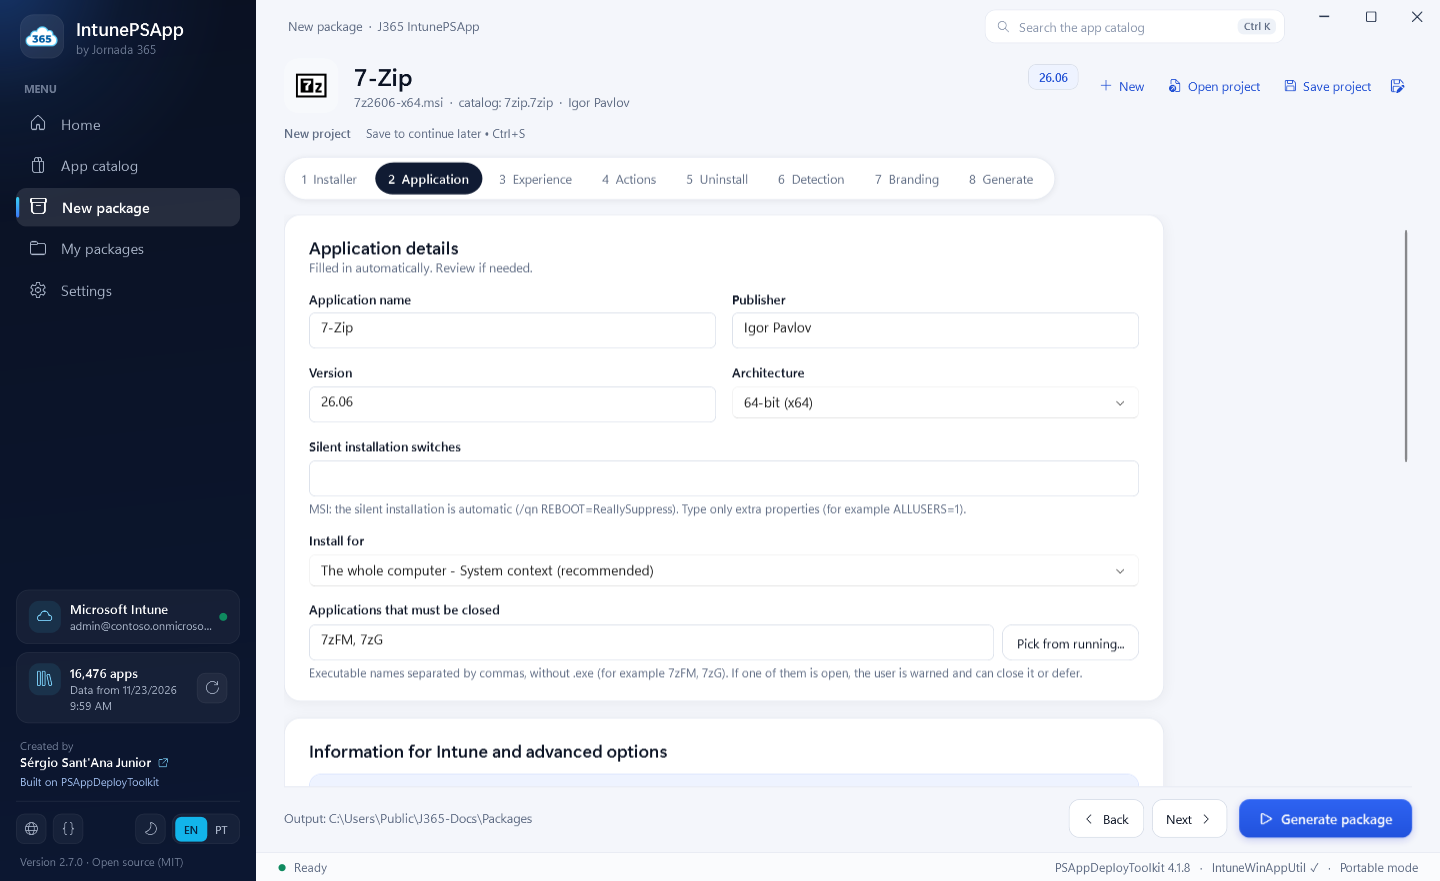 IntunePSApp
by Jornada 365
MENU
Home
App catalog
New package
My packages
Settings
Microsoft Intune
admin@contoso.onmicroso...
16,476 apps
Data from 11/23/2026
9:59 AM
Created by
Sérgio Sant'Ana Junior
Built on PSAppDeployToolkit
EN PT
Version 2.7.0 · Open source (MIT)
New package · J365 IntunePSApp
Search the app catalog Ctrl K
7-Zip
7z2606-x64.msi · catalog: 7zip.7zip · Igor Pavlov
26.06
New
Open project
Save project
New project Save to continue later • Ctrl+S
1 Installer
2 Application
3 Experience
4 Actions
5 Uninstall
6 Detection
7 Branding
8 Generate
Application details
Filled in automatically. Review if needed.
Application name
7-Zip
Publisher
Igor Pavlov
Version
26.06
Architecture
64-bit (x64)
Silent installation switches
MSI: the silent installation is automatic (/qn REBOOT=ReallySuppress). Type only extra properties (for example ALLUSERS=1).
Install for
The whole computer - System context (recommended)
Applications that must be closed
7zFM, 7zG
Pick from running...
Executable names separated by commas, without .exe (for example 7zFM, 7zG). If one of them is open, the user is warned and can close it or defer.
Information for Intune and advanced options
Output: C:\Users\Public\J365-Docs\Packages
Back
Next
Generate package
Ready
PSAppDeployToolkit 4.1.8 · IntuneWinAppUtil ✓ · Portable mode